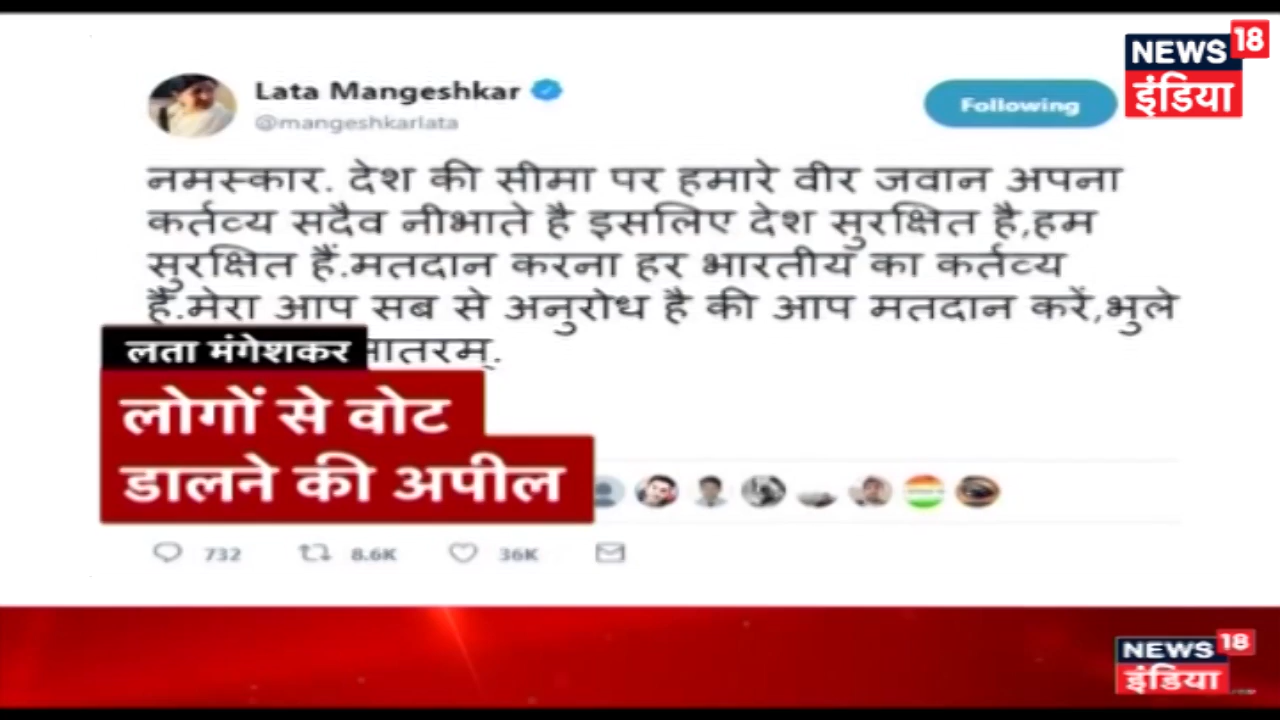 NEWS 18
इंडिया
Lata Mangeshkar
@mangeshkarlata
Following
नमस्कार. देश की सीमा पर हमारे वीर जवान अपना
कर्तव्य सदैव नीभाते है इसलिए देश सुरक्षित है,हम
सुरक्षित हैं.मतदान करना हर भारतीय का कर्तव्य
है.मेरा आप सब से अनुरोध है की आप मतदान करें,भुले
लता मंगेशकर
मातरम्.
लोगों से वोट
डालने की अपील
732 8.6K 36K
NEWS 18
इंडिया